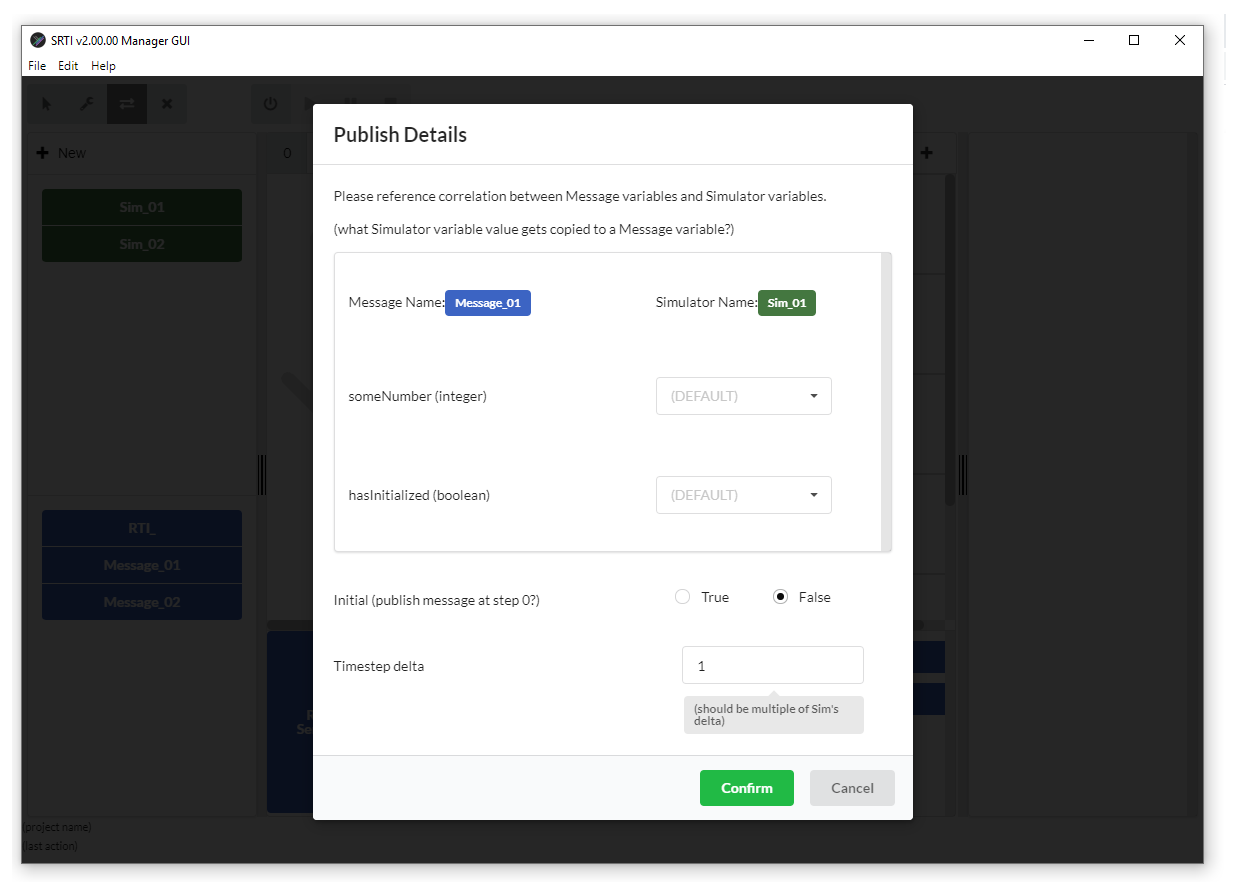 SRTI v2.00.00 Manager GUI
File Edit Help
New
0
Sim_01
Sim_02
RTI_
Message_01
Message_02
Publish Details
Please reference correlation between Message variables and Simulator variables.
(what Simulator variable value gets copied to a Message variable?)
Message Name: Message_01 Simulator Name: Sim_01
someNumber (integer) (DEFAULT)
hasInitialized (boolean) (DEFAULT)
Initial (publish message at step 0?) True False
Timestep delta 1
(should be multiple of Sim's
delta)
Confirm Cancel
(project name)
(last action)